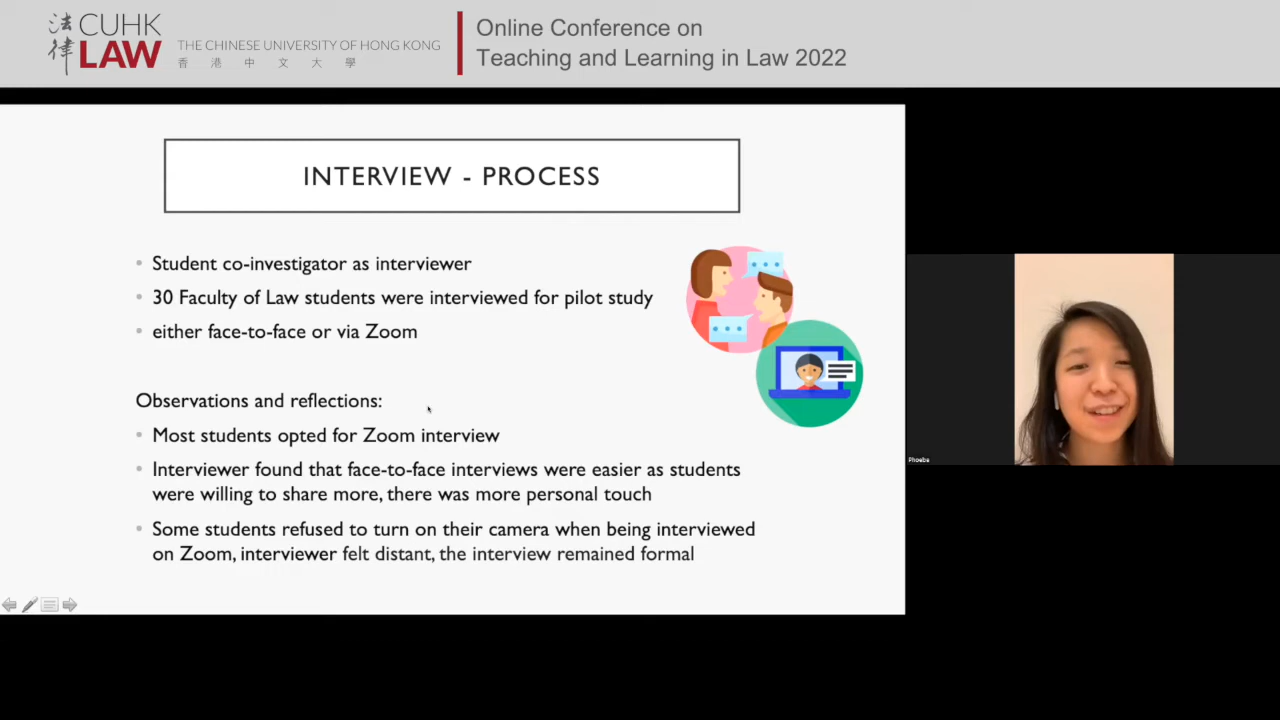 法律
CUHK
LAW
THE CHINESE UNIVERSITY OF HONG KONG
香港中文大學
Online Conference on
Teaching and Learning in Law 2022
INTERVIEW - PROCESS
• Student co-investigator as interviewer
• 30 Faculty of Law students were interviewed for pilot study
• either face-to-face or via Zoom
Observations and reflections:
• Most students opted for Zoom interview
• Interviewer found that face-to-face interviews were easier as students
were willing to share more, there was more personal touch
• Some students refused to turn on their camera when being interviewed
on Zoom, interviewer felt distant, the interview remained formal
Phoebe